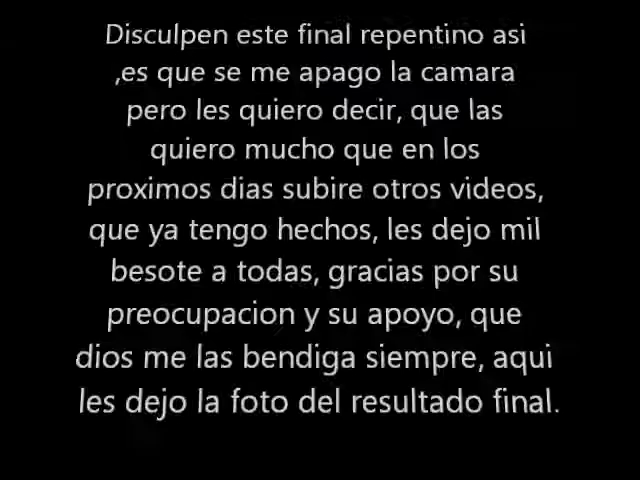 Disculpen este final repentino asi
,es que se me apago la camara
pero les quiero decir, que las
quiero mucho que en los
proximos dias subire otros videos,
que ya tengo hechos, les dejo mil
besote a todas, gracias por su
preocupacion y su apoyo, que
dios me las bendiga siempre, aqui
les dejo la foto del resultado final.